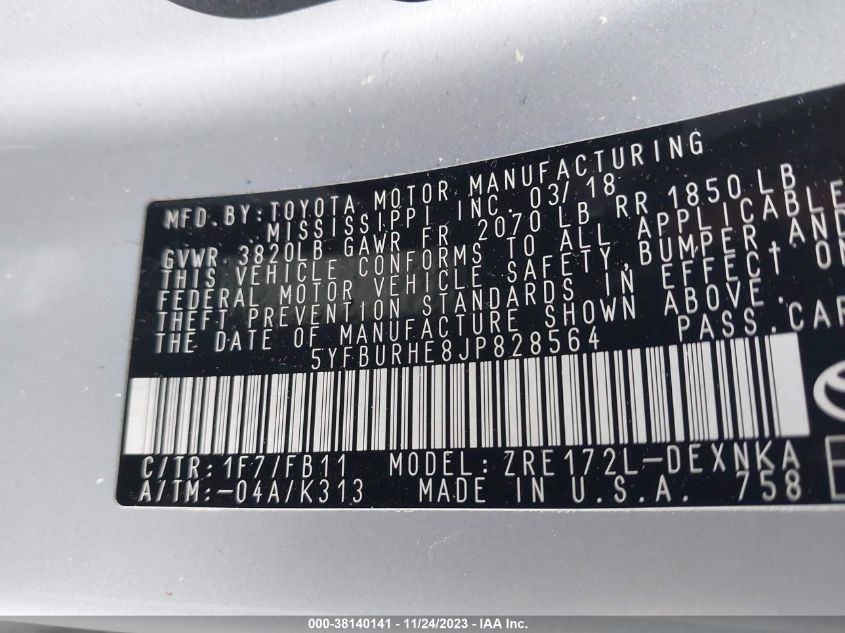 MFD. BY: TOYOTA MOTOR MANUFACTURING
MISSISSIPPI INC. 03/18
GVWR. 3820LB GAWR FR 2070 LB RR 1850 LB
THIS VEHICLE CONFORMS TO ALL APPLICABLE
FEDERAL MOTOR VEHICLE SAFETY, BUMPER, AND
THEFT PREVENTION STANDARDS IN EFFECT ON
THE DATE OF MANUFACTURE SHOWN ABOVE.
5YFBURHE8JP828564 PASS. CAR
C/TR: 1F7/FB11 MODEL: ZRE172L-DEXNKA
A/TM: -04A/K313 MADE IN U.S.A. 758
000-38140141 - 11/24/2023 - IAA Inc.